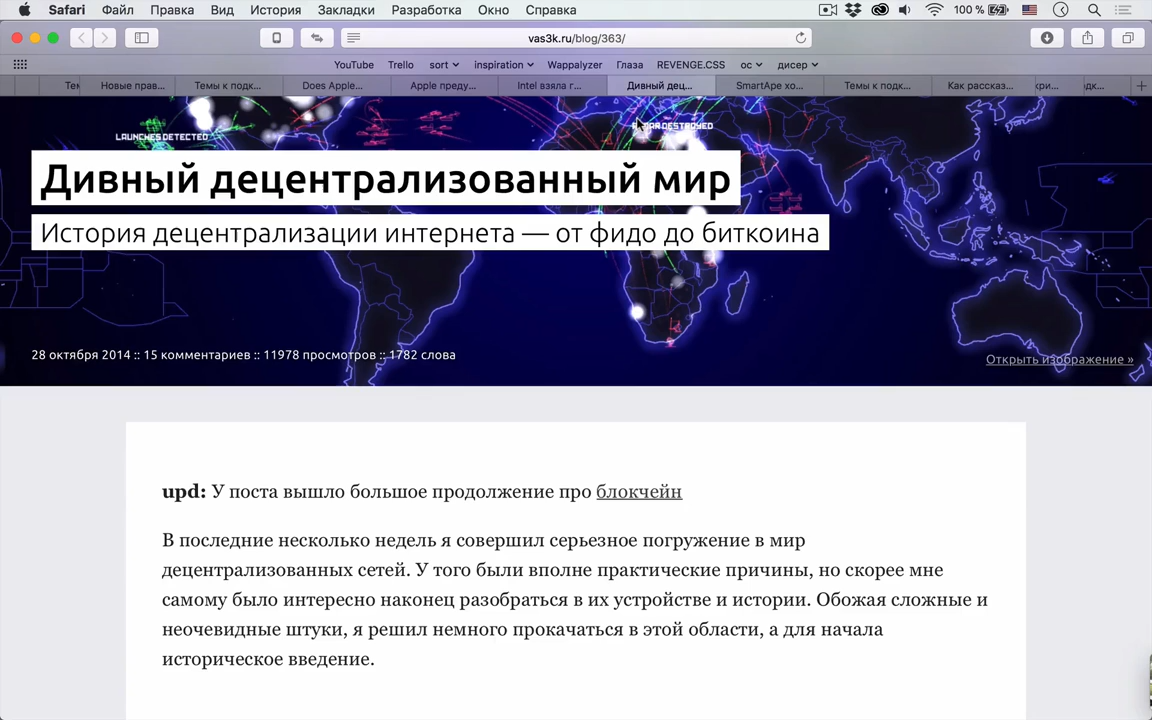 Safari Файл Правка Вид История Закладки Разработка Окно Справка 100 %
vas3k.ru/blog/363/
YouTube Trello sort inspiration Wappalyzer Глаза REVENGE.CSS ос дисер
Тем Новые прав... Темы к подк... Does Apple... Apple преду... Intel взяла г... Дивный дец... SmartApe хо... Темы к подк... Как рассказ... кри... одк...
LAUNCHES DETECTED
DESTROYED
Дивный децентрализованный мир
История децентрализации интернета — от фидо до биткоина
28 октября 2014 :: 15 комментариев :: 11978 просмотров :: 1782 слова
Открыть изображение »
upd: У поста вышло большое продолжение про блокчейн
В последние несколько недель я совершил серьезное погружение в мир
децентрализованных сетей. У того были вполне практические причины, но скорее мне
самому было интересно наконец разобраться в их устройстве и истории. Обожая сложные и
неочевидные штуки, я решил немного прокачаться в этой области, а для начала
историческое введение.